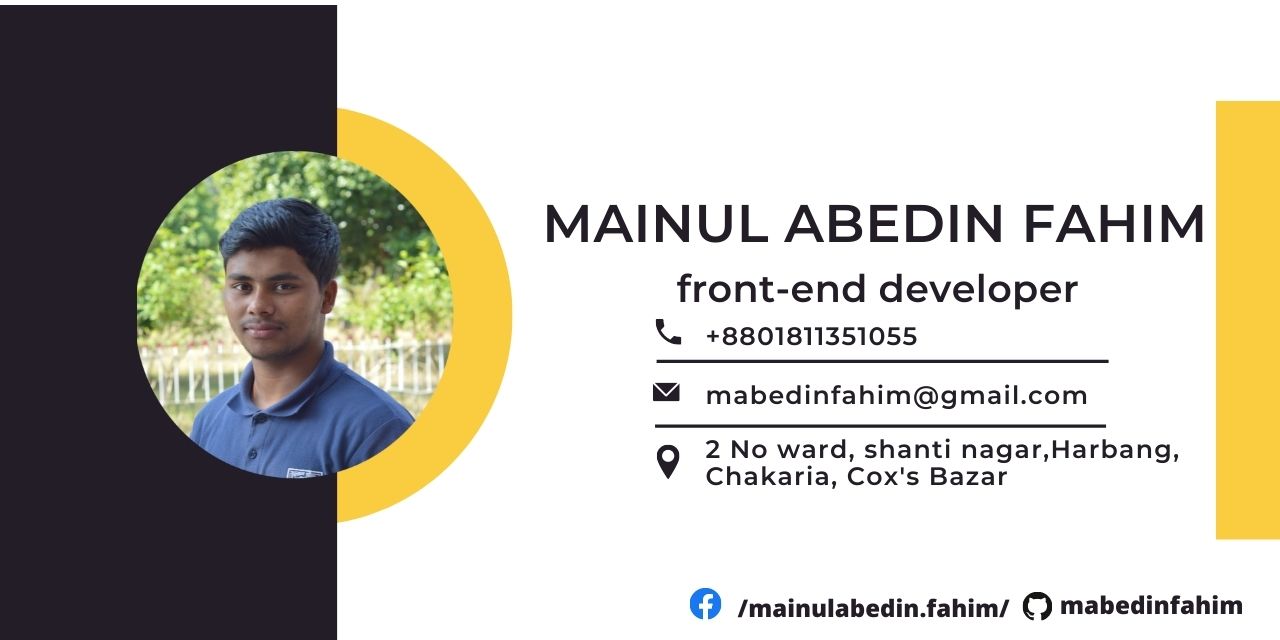 MAINUL ABEDIN FAHIM
front-end developer
+8801811351055
mabedinfahim@gmail.com
2 No ward, shanti nagar,Harbang,
Chakaria, Cox's Bazar
/mainulabedin.fahim/ mabedinfahim